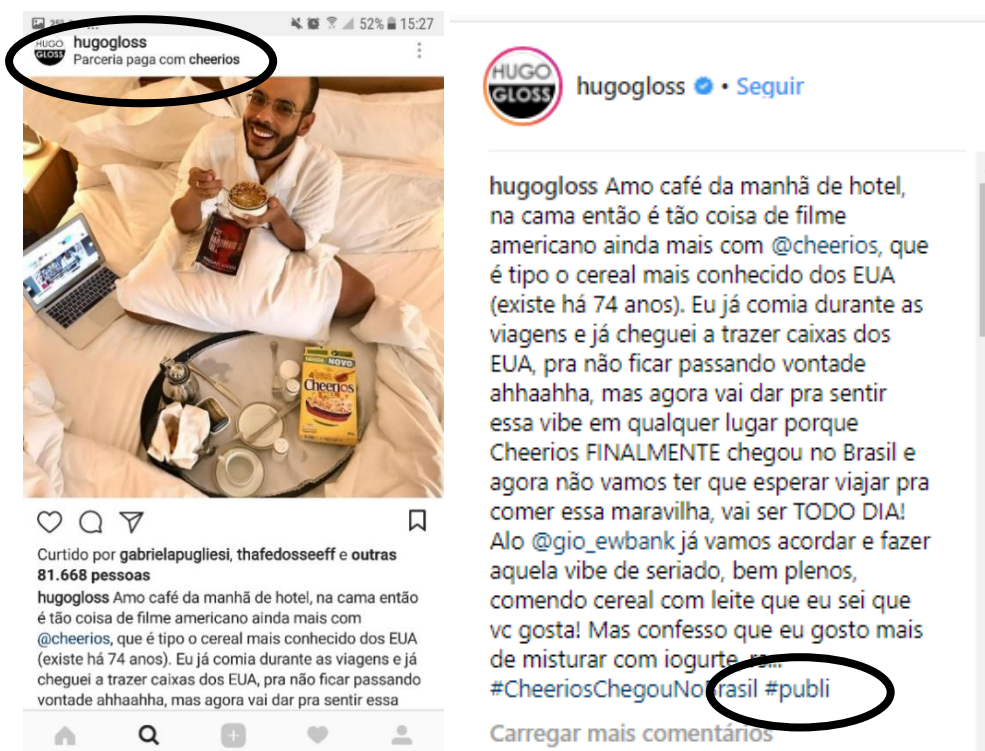 52% 15:27
HUGO
GLOSS
hugogloss
Parceria paga com cheerios
NOVO
Cheerios
Curtido por gabrielapugliesi, thafedosseeff e outras
81.668 pessoas
hugogloss Amo café da manhã de hotel, na cama então
é tão coisa de filme americano ainda mais com
@cheerios, que é tipo o cereal mais conhecido dos EUA
(existe há 74 anos). Eu já comia durante as viagens e já
cheguei a trazer caixas dos EUA, pra não ficar passando
vontade ahhaahha, mas agora vai dar pra sentir essa
HUGO
GLOSS
hugogloss • Seguir
hugogloss Amo café da manhã de hotel,
na cama então é tão coisa de filme
americano ainda mais com @cheerios, que
é tipo o cereal mais conhecido dos EUA
(existe há 74 anos). Eu já comia durante as
viagens e já cheguei a trazer caixas dos
EUA, pra não ficar passando vontade
ahhaahha, mas agora vai dar pra sentir
essa vibe em qualquer lugar porque
Cheerios FINALMENTE chegou no Brasil e
agora não vamos ter que esperar viajar pra
comer essa maravilha, vai ser TODO DIA!
Alo @gio_ewbank já vamos acordar e fazer
aquela vibe de seriado, bem plenos,
comendo cereal com leite que eu sei que
vc gosta! Mas confesso que eu gosto mais
de misturar com iogurte, rs...
#CheeriosChegouNoBrasil #publi
Carregar mais comentários